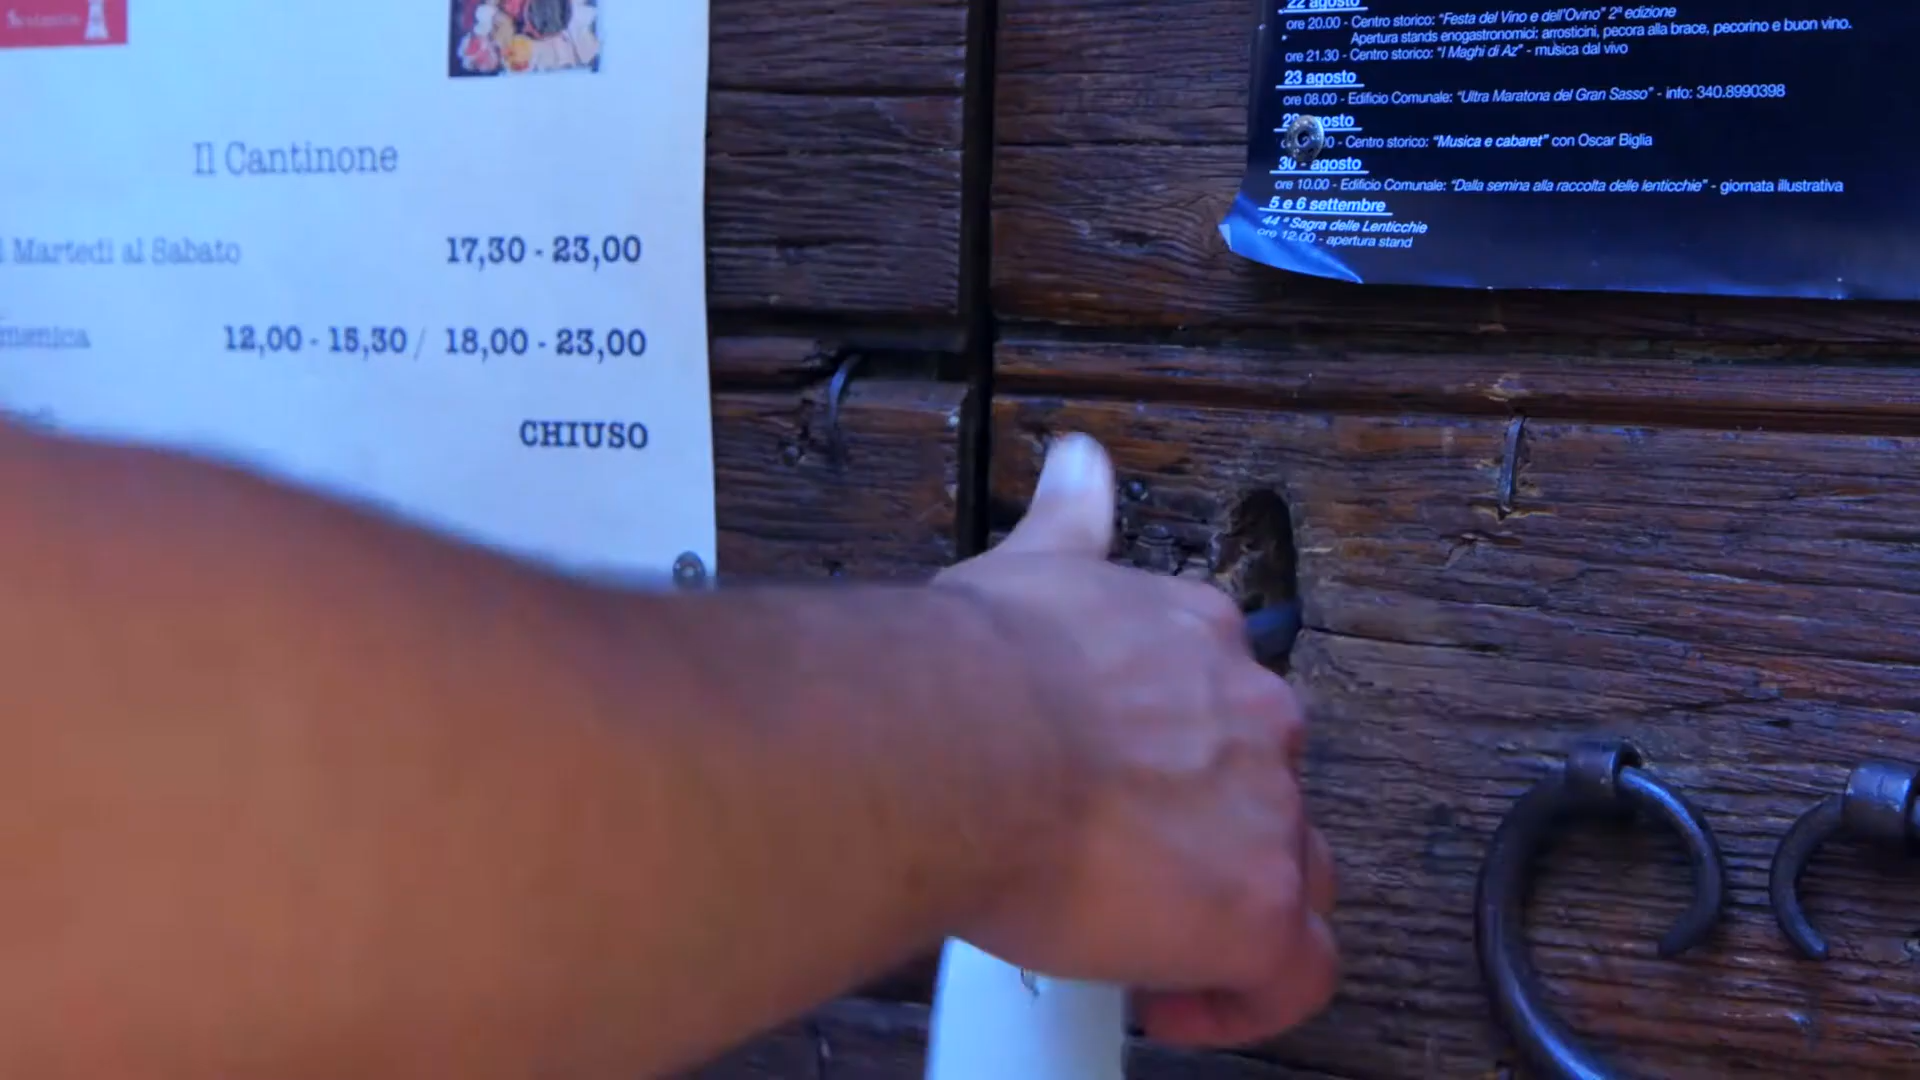 Il Cantinone
Martedì al Sabato 17,30 - 23,00
12,00 - 15,30 / 18,00 - 23,00
CHIUSO
22 agosto
ore 20.00 - Centro storico: "Festa del Vino e dell'Ovino" 2ª edizione
Apertura stands enogastronomici: arrosticini, pecora alla brace, pecorino e buon vino.
ore 21.30 - Centro storico: "I Maghi di Az" - musica dal vivo
23 agosto
ore 08.00 - Edificio Comunale: "Ultra Maratona del Gran Sasso" - info: 340.8990398
- Centro storico: "Musica e cabaret" con Oscar Biglia
30 - agosto
ore 10.00 - Edificio Comunale: "Dalla semina alla raccolta delle lenticchie" - giornata illustrativa
5 e 6 settembre
44ª Sagra delle Lenticchie
ore 12.00 - apertura stand